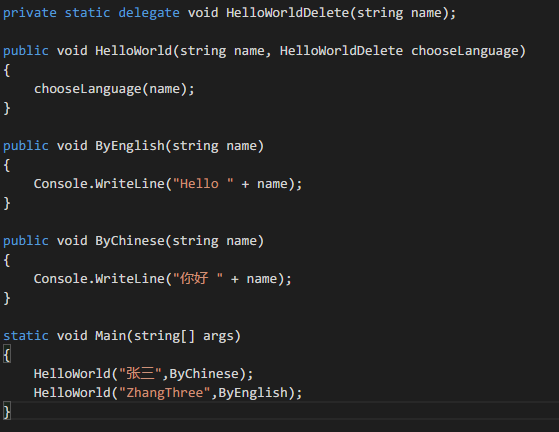 private static delegate void HelloWorldDelete(string name);
public void HelloWorld(string name, HelloWorldDelete chooseLanguage)
{
chooseLanguage(name);
}
public void ByEnglish(string name)
{
Console.WriteLine("Hello " + name);
}
public void ByChinese(string name)
{
Console.WriteLine("你好 " + name);
}
static void Main(string[] args)
{
HelloWorld("张三",ByChinese);
HelloWorld("ZhangThree",ByEnglish);
}